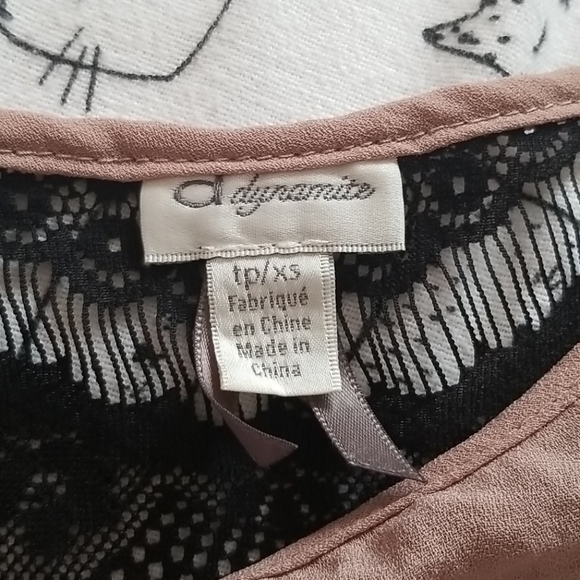 dynamite
tp/xs
Fabriqué
en Chine
Made in
China